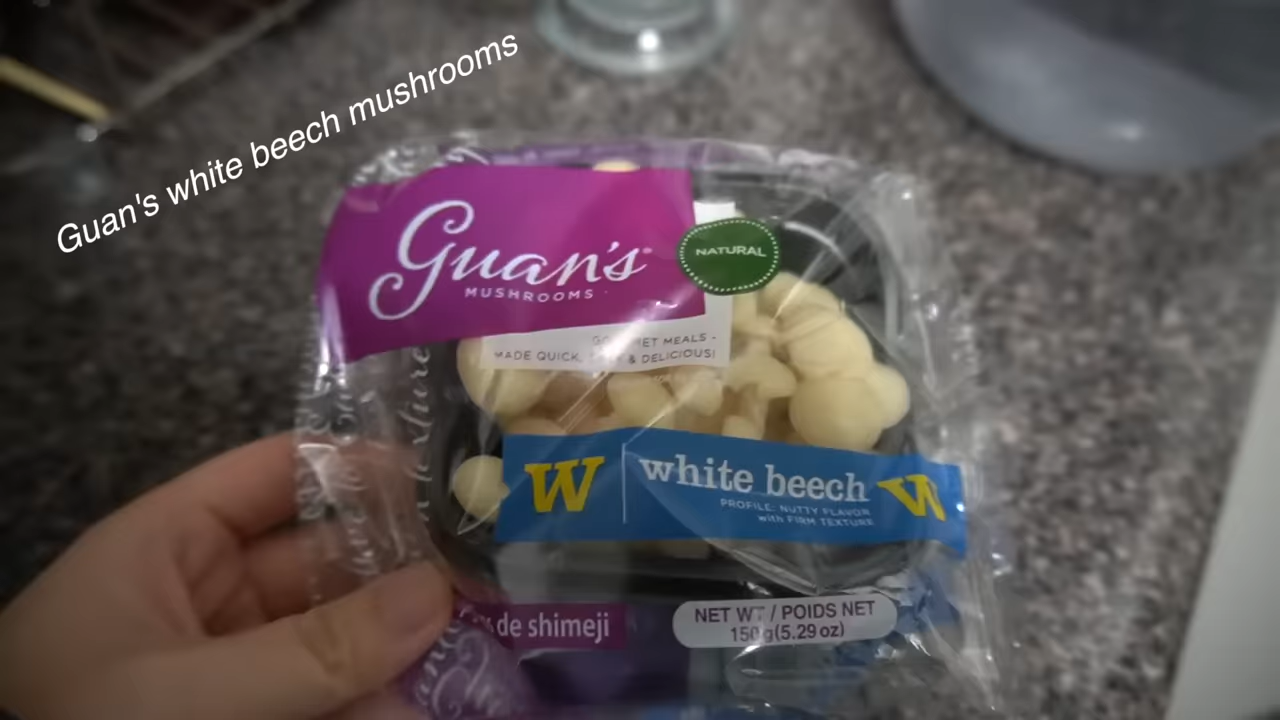 Guan's white beech mushrooms
Guan's®
MUSHROOMS
NATURAL
MEALS -
MADE QUICK, & DELICIOUS!
W white beech W
PROFILE: NUTTY FLAVOR
with FIRM TEXTURE
de shimeji
NET WT / POIDS NET
150g(5.29 oz)